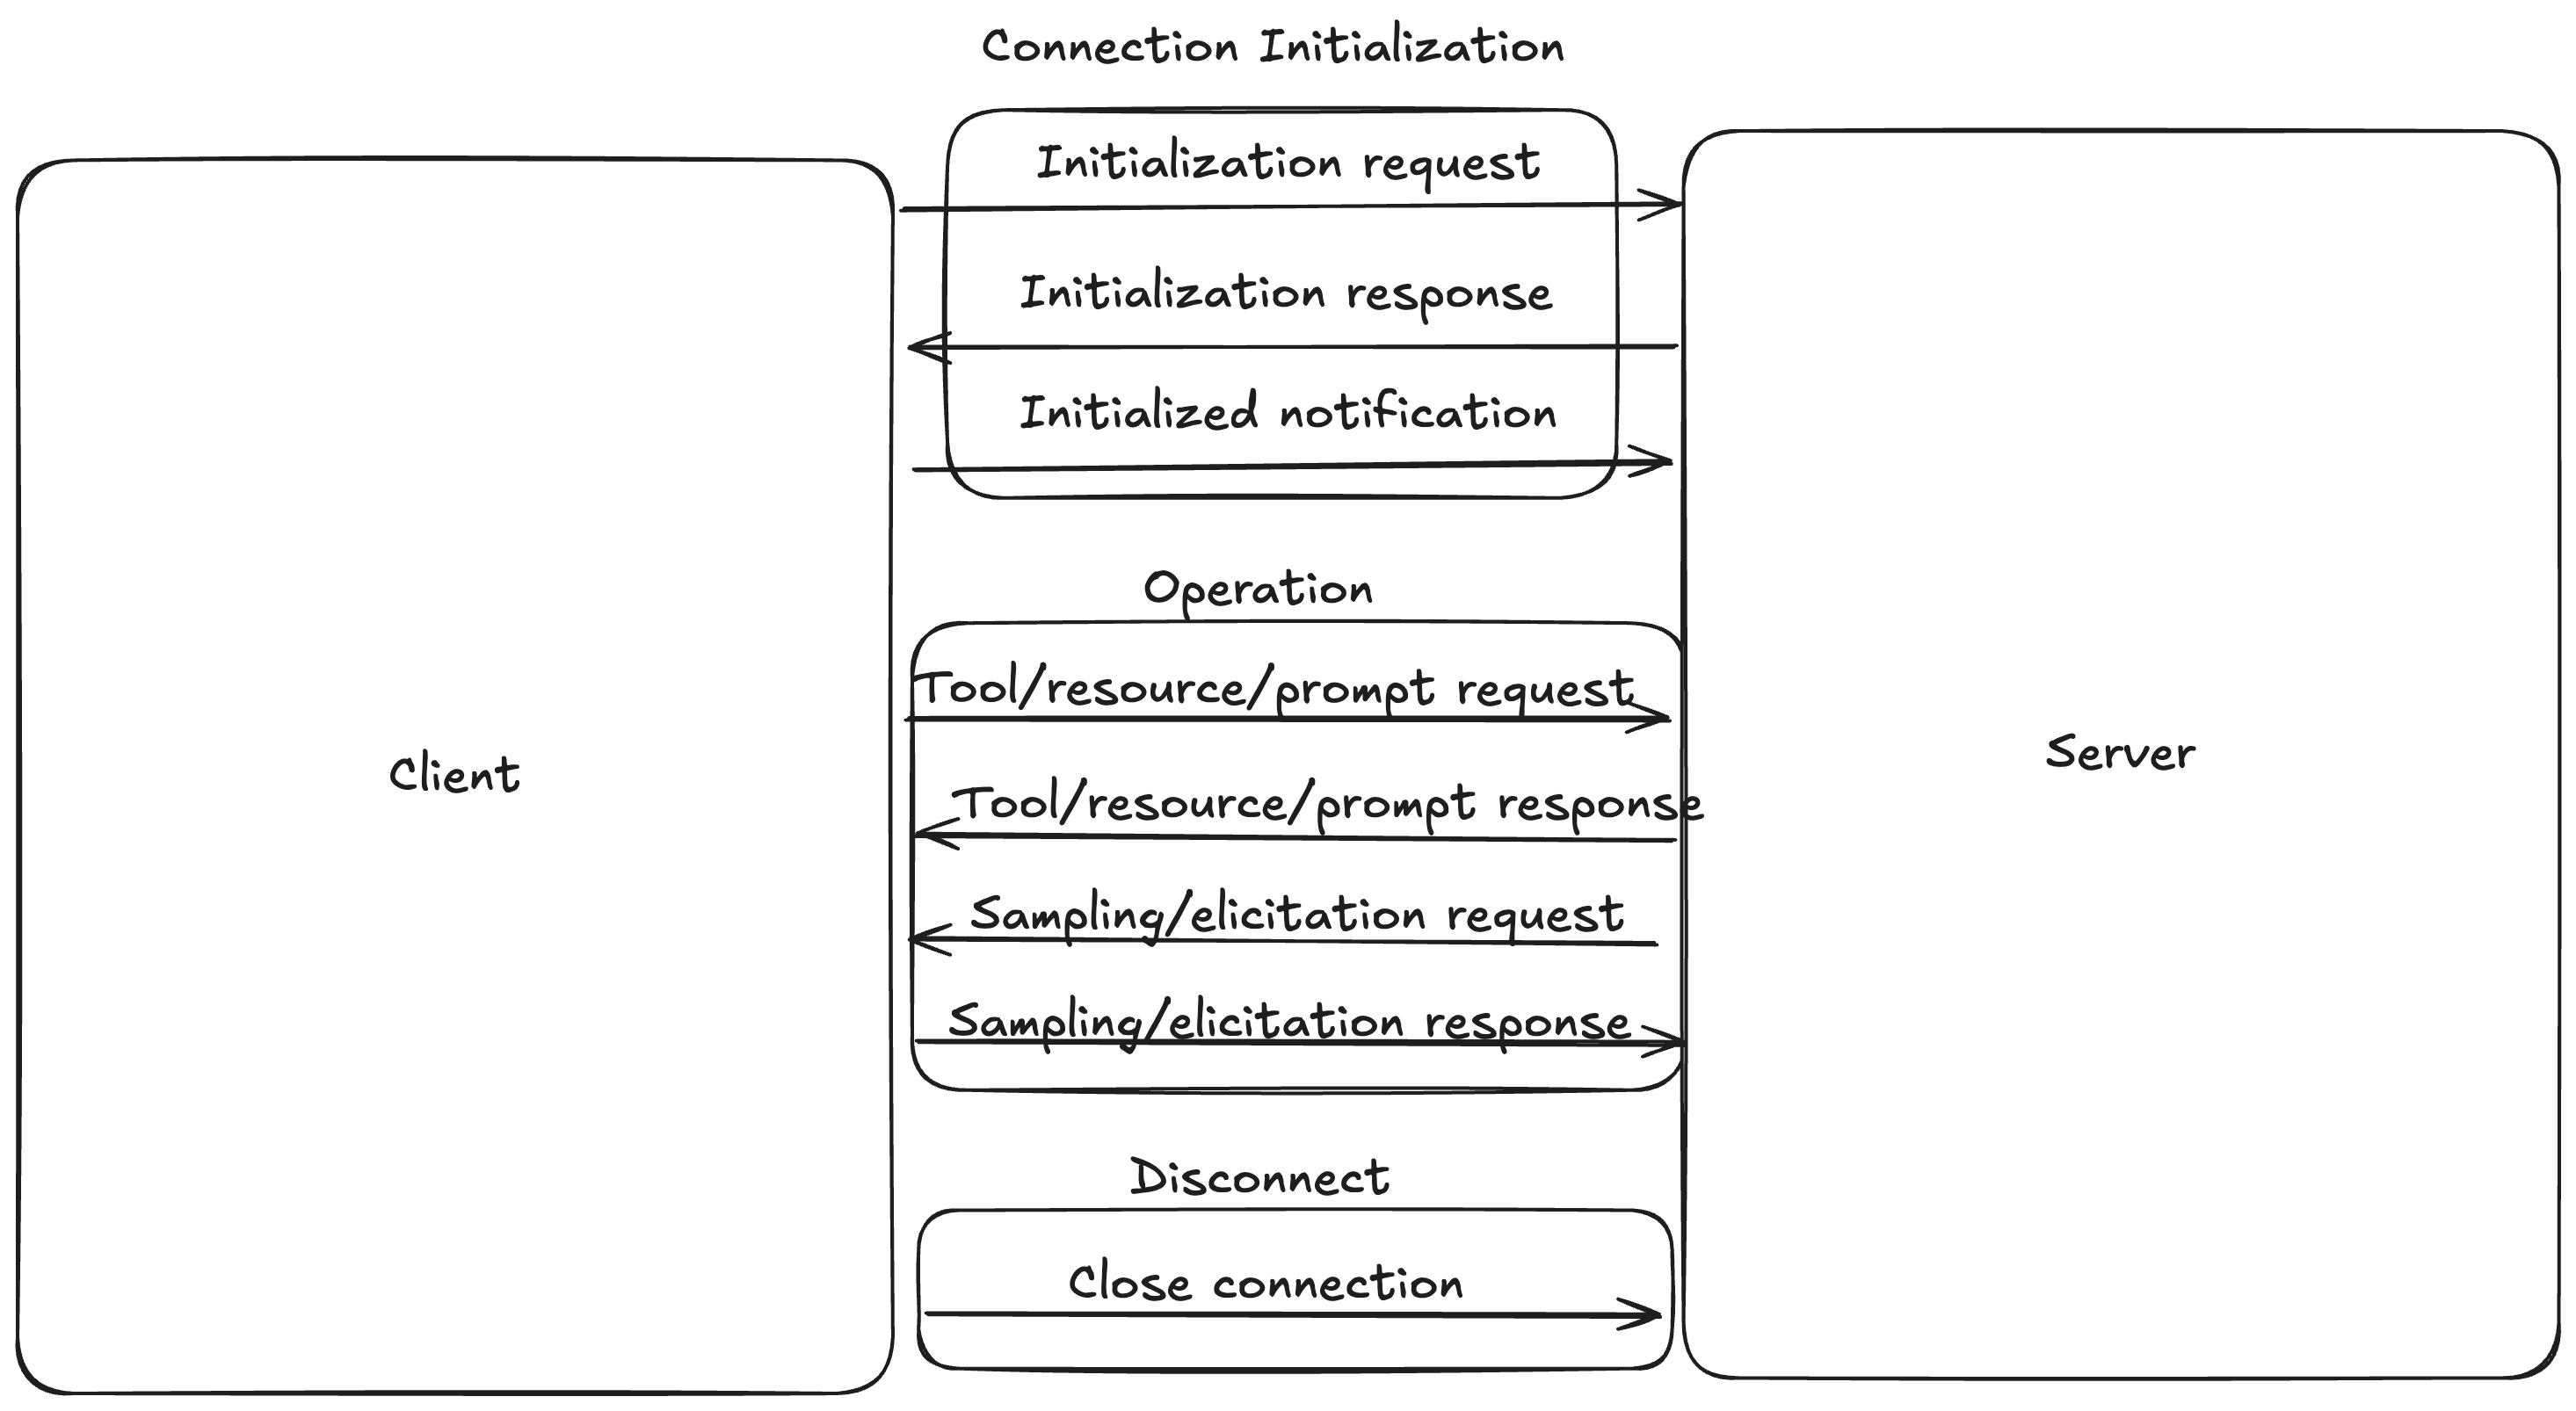 Connection Initialization
Initialization request
Initialization response
Initialized notification
Operation
Tool/resource/prompt request
Tool/resource/prompt response
Sampling/elicitation request
Sampling/elicitation response
Disconnect
Close connection
Client
Server